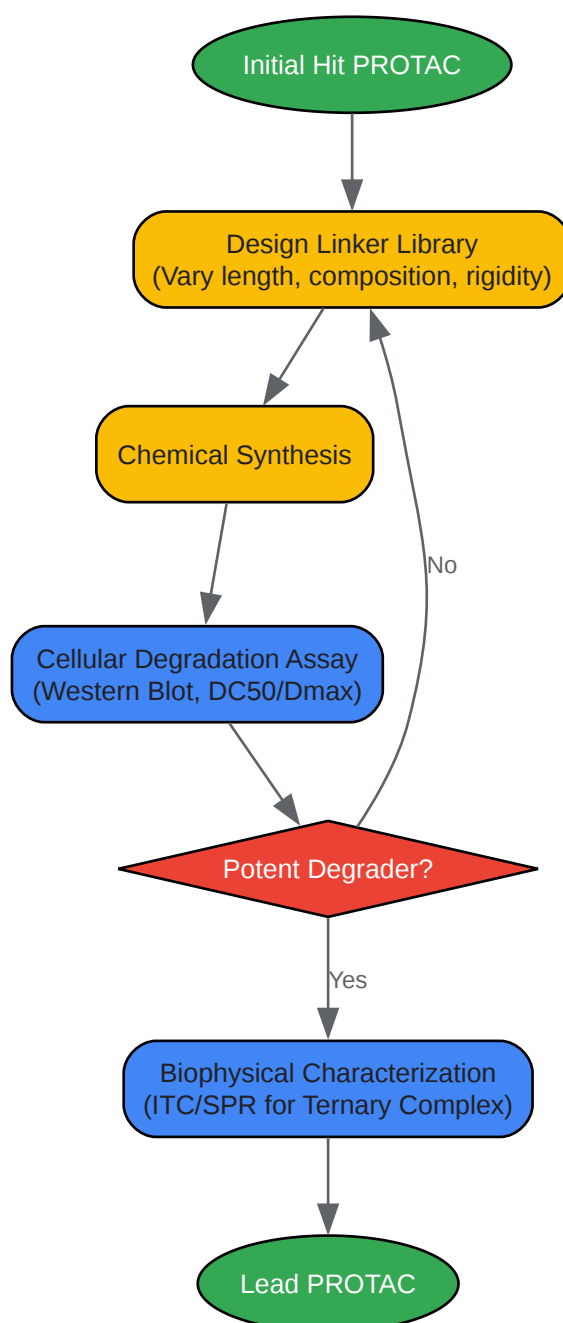 Initial Hit PROTAC
Design Linker Library
(Vary length, composition, rigidity)
Chemical Synthesis
No
Cellular Degradation Assay
(Western Blot, DC50/Dmax)
Potent Degrader?
Yes
Biophysical Characterization
(ITC/SPR for Ternary Complex)
Lead PROTAC